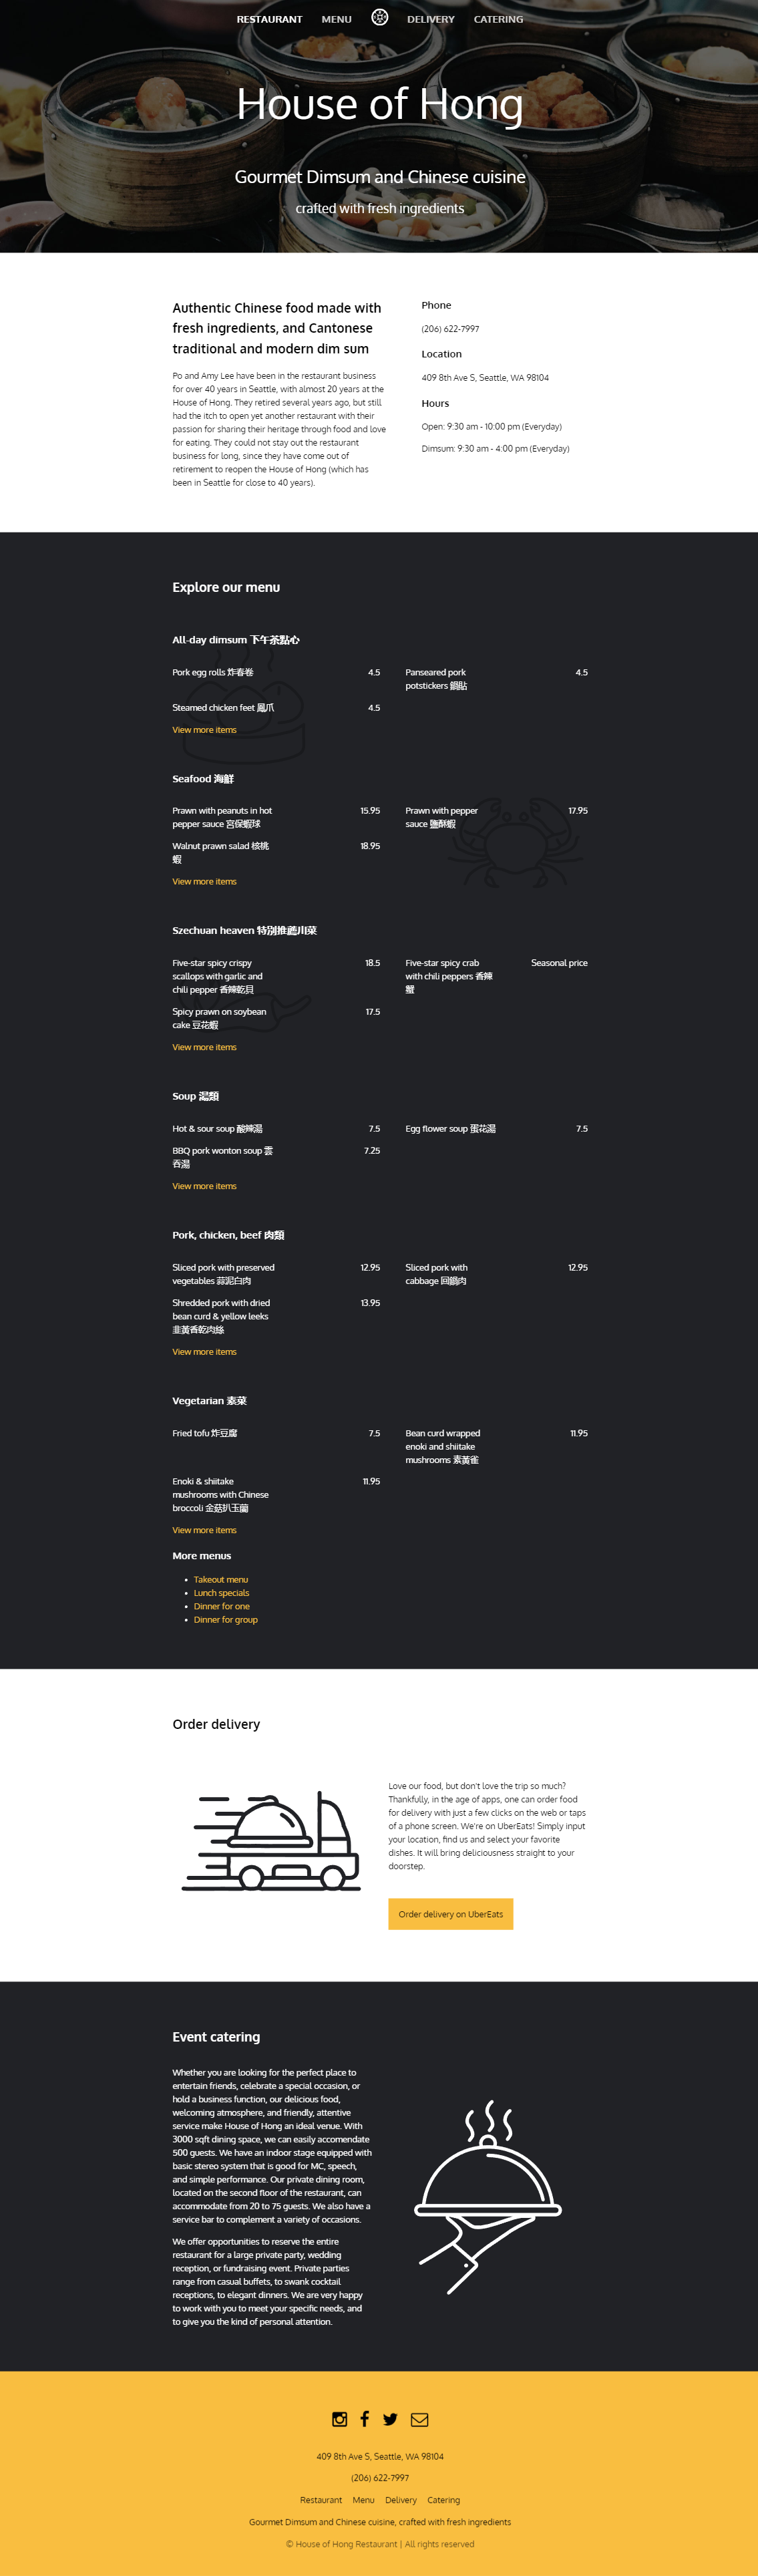 RESTAURANT MENU DELIVERY CATERING
House of Hong
Gourmet Dimsum and Chinese cuisine
crafted with fresh ingredients
Authentic Chinese food made with
fresh ingredients, and Cantonese
traditional and modern dim sum
Po and Amy Lee have been in the restaurant business
for over 40 years in Seattle, with almost 20 years at the
House of Hong. They retired several years ago, but still
had the itch to open yet another restaurant with their
passion for sharing their heritage through food and love
for eating. They could not stay out the restaurant
business for long, since they have come out of
retirement to reopen the House of Hong (which has
been in Seattle for close to 40 years).
Phone
(206) 622-7997
Location
409 8th Ave S, Seattle, WA 98104
Hours
Open: 9:30 am - 10:00 pm (Everyday)
Dimsum: 9:30 am - 4:00 pm (Everyday)
Explore our menu
All-day dimsum 下午茶點心
Pork egg rolls 炸春卷 4.5
Panseared pork 4.5
potstickers 鍋貼
Steamed chicken feet 鳳爪 4.5
View more items
Seafood 海鮮
Prawn with peanuts in hot 15.95
pepper sauce 宮保蝦球
Prawn with pepper 17.95
sauce 鹽酥蝦
Walnut prawn salad 核桃 18.95
蝦
View more items
Szechuan heaven 特別推薦川菜
Five-star spicy crispy 18.5
scallops with garlic and
chili pepper 香辣乾貝
Five-star spicy crab Seasonal price
with chili peppers 香辣
蟹
Spicy prawn on soybean 17.5
cake 豆花蝦
View more items
Soup 湯類
Hot & sour soup 酸辣湯 7.5
Egg flower soup 蛋花湯 7.5
BBQ pork wonton soup 雲 7.25
吞湯
View more items
Pork, chicken, beef 肉類
Sliced pork with preserved 12.95
vegetables 蒜泥白肉
Sliced pork with 12.95
cabbage 回鍋肉
Shredded pork with dried 13.95
bean curd & yellow leeks
韭黃香乾肉絲
View more items
Vegetarian 素菜
Fried tofu 炸豆腐 7.5
Bean curd wrapped 11.95
enoki and shiitake
mushrooms 素黃雀
Enoki & shiitake 11.95
mushrooms with Chinese
broccoli 金菇扒玉蘭
View more items
More menus
Takeout menu
Lunch specials
Dinner for one
Dinner for group
Order delivery
Love our food, but don't love the trip so much?
Thankfully, in the age of apps, one can order food
for delivery with just a few clicks on the web or taps
of a phone screen. We're on UberEats! Simply input
your location, find us and select your favorite
dishes. It will bring deliciousness straight to your
doorstep.
Order delivery on UberEats
Event catering
Whether you are looking for the perfect place to
entertain friends, celebrate a special occasion, or
hold a business function, our delicious food,
welcoming atmosphere, and friendly, attentive
service make House of Hong an ideal venue. With
3000 sqft dining space, we can easily accomendate
500 guests. We have an indoor stage equipped with
basic stereo system that is good for MC, speech,
and simple performance. Our private dining room,
located on the second floor of the restaurant, can
accommodate from 20 to 75 guests. We also have a
service bar to complement a variety of occasions.
We offer opportunities to reserve the entire
restaurant for a large private party, wedding
reception, or fundraising event. Private parties
range from casual buffets, to swank cocktail
receptions, to elegant dinners. We are very happy
to work with you to meet your specific needs, and
to give you the kind of personal attention.
409 8th Ave S, Seattle, WA 98104
(206) 622-7997
Restaurant Menu Delivery Catering
Gourmet Dimsum and Chinese cuisine, crafted with fresh ingredients
© House of Hong Restaurant | All rights reserved